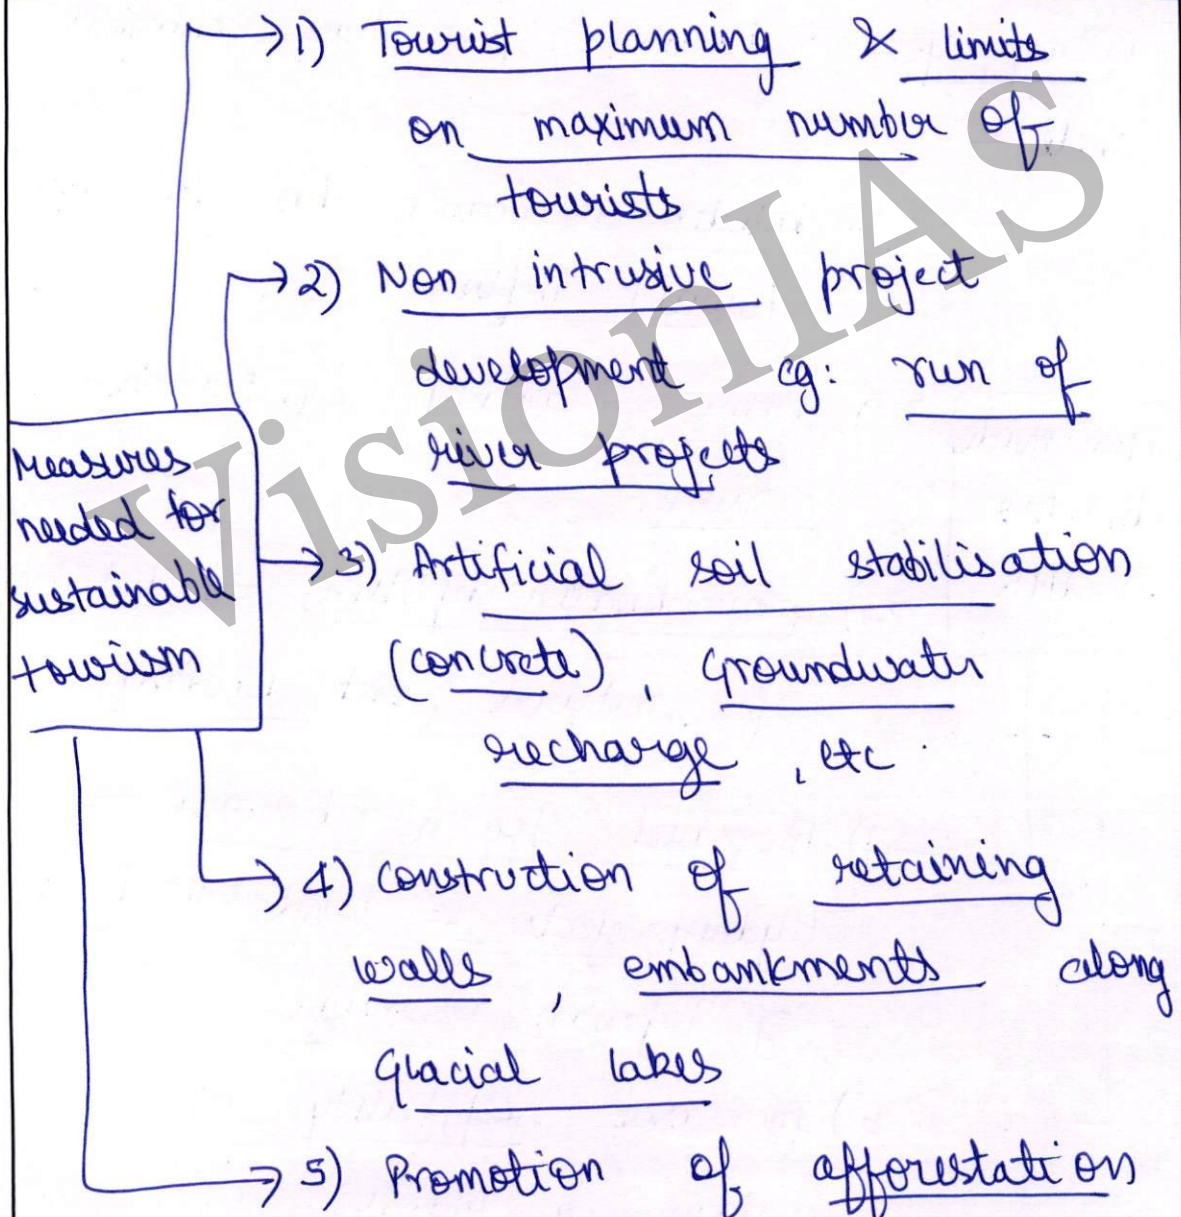 1) Tourist planning & limits
on maximum number of
tourists
2) Non intrusive project
development eg: run of
river projects
Measures
needed for
sustainable
tourism
3) Artificial soil stabilisation
(concrete), Groundwater
recharge, etc.
4) construction of retaining
walls, embankments along
Glacial lakes
5) Promotion of afforestation
VisionIAS